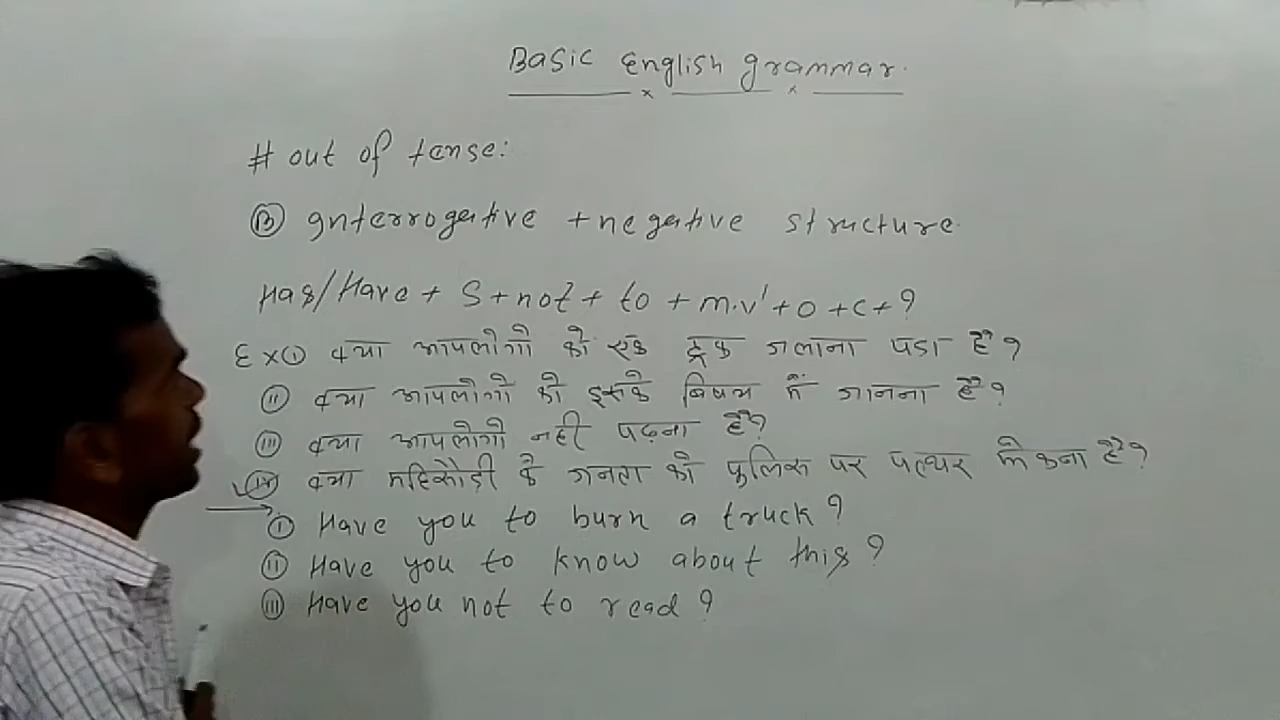 Basic English grammar.
# out of tense:
(B) Interrogative + negative structure.
Has/Have + S + not + to + m.v¹ + o + c + ?
Ex (i) क्या आपलोगो को एक ट्रक जलाना पडा है?
(ii) क्या आपलोगो को इसके बिषय में जानना है?
(iii) क्या आपलोगो नही पढ़ना है?
(iv) क्या महिसौड़ी के जनता को पुलिस पर पत्थर फेकना है?
(i) Have you to burn a truck?
(ii) Have you to know about this?
(iii) Have you not to read?